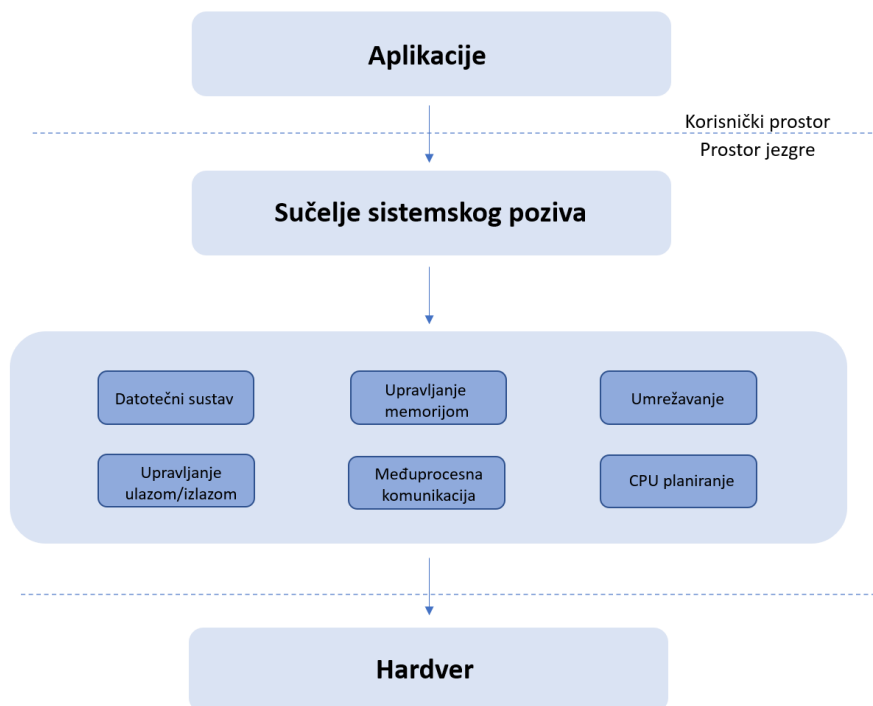 Aplikacije
Korisnički prostor
Prostor jezgre
Sučelje sistemskog poziva
Datotečni sustav
Upravljanje
memorijom
Umrežavanje
Upravljanje
ulazom/izlazom
Međuprocesna
komunikacija
CPU planiranje
Hardver